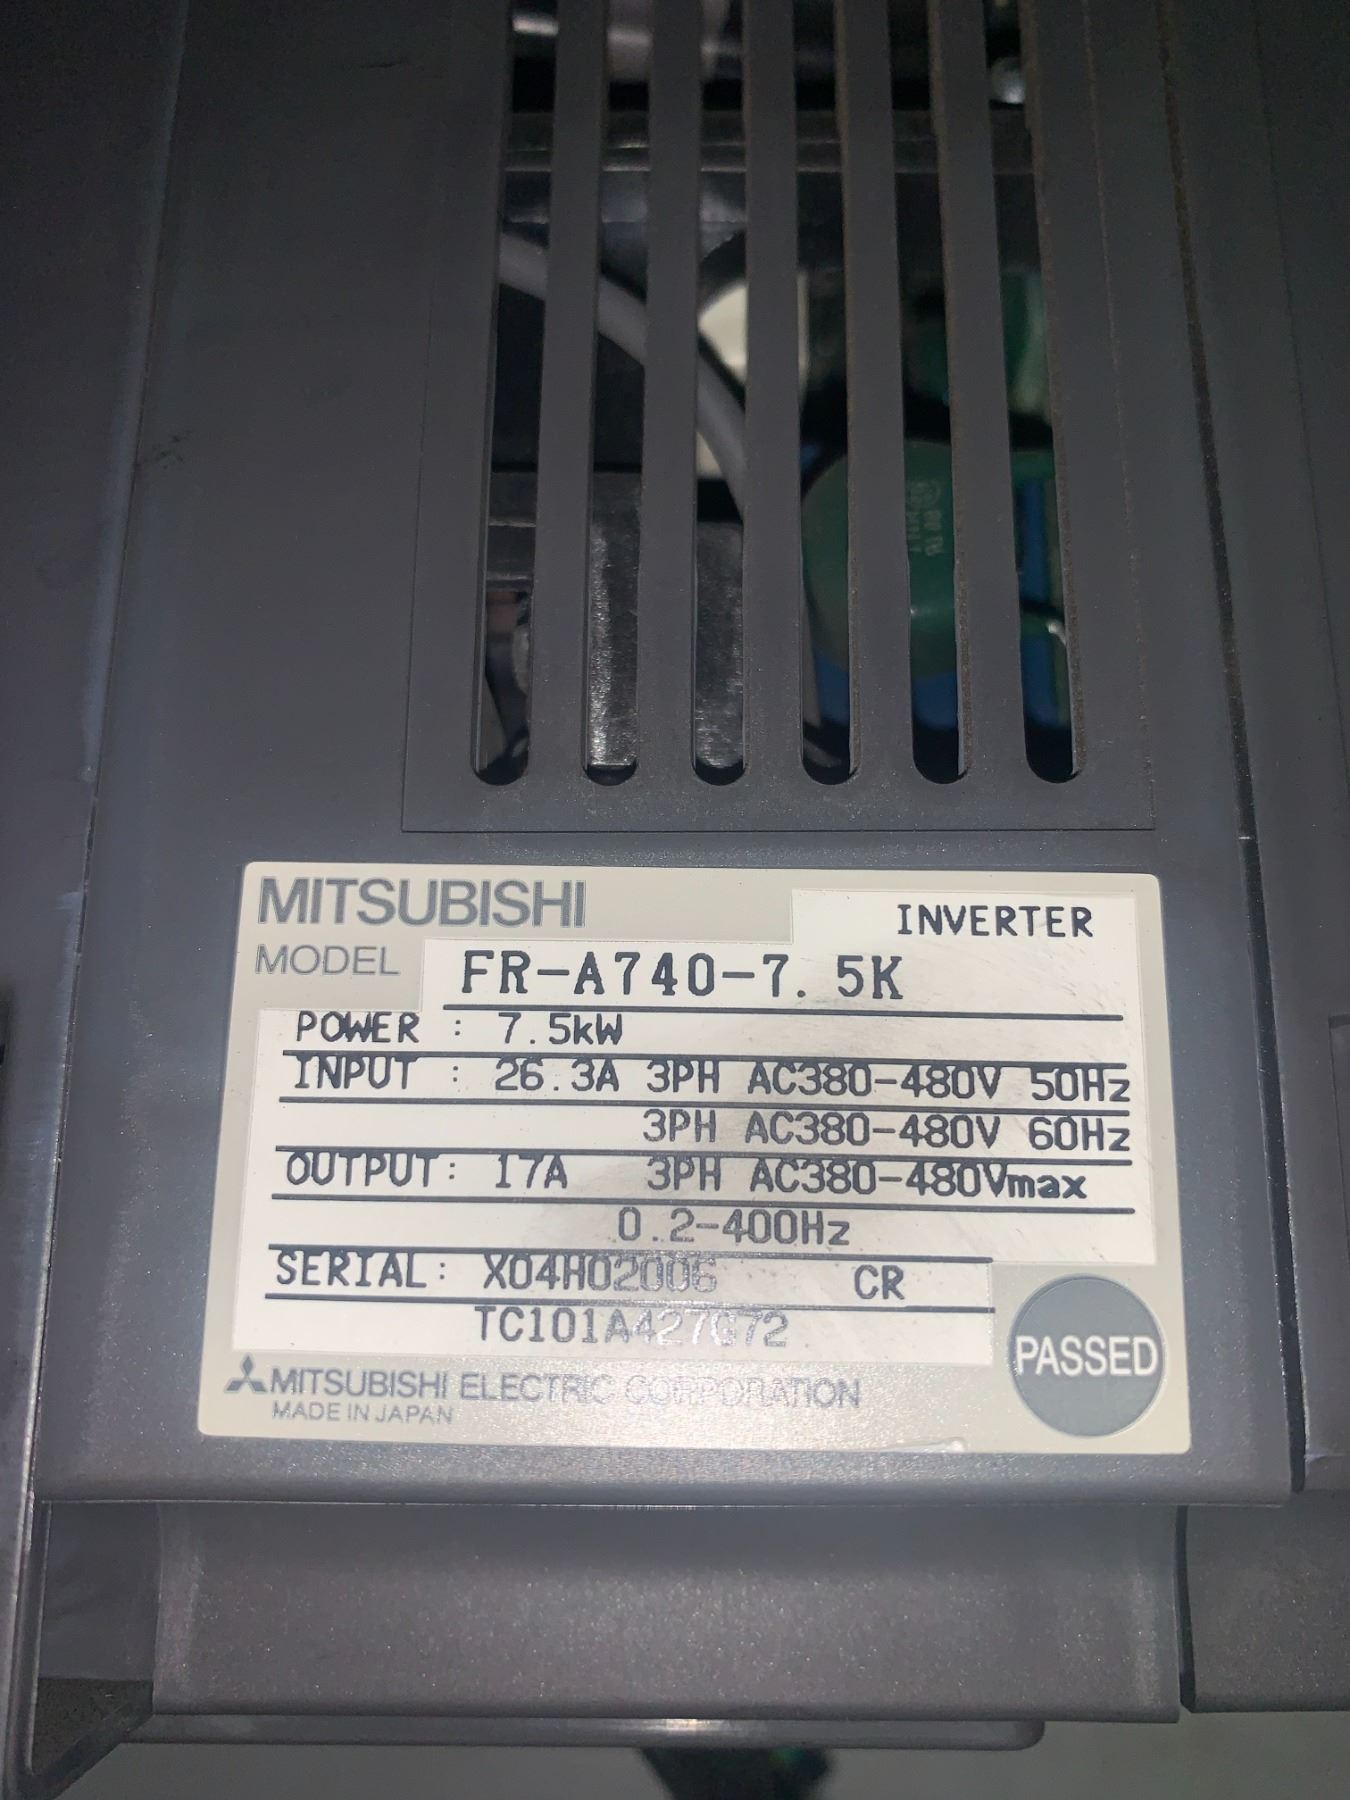 MITSUBISHI
INVERTER
MODEL FR-A740-7.5K
POWER : 7.5kW
INPUT : 26.3A 3PH AC380-480V 50Hz
3PH AC380-480V 60Hz
OUTPUT: 17A 3PH AC380-480Vmax
0.2-400Hz
SERIAL: X04H02006 CR
TC101A427G72
PASSED
MITSUBISHI ELECTRIC CORPORATION
MADE IN JAPAN